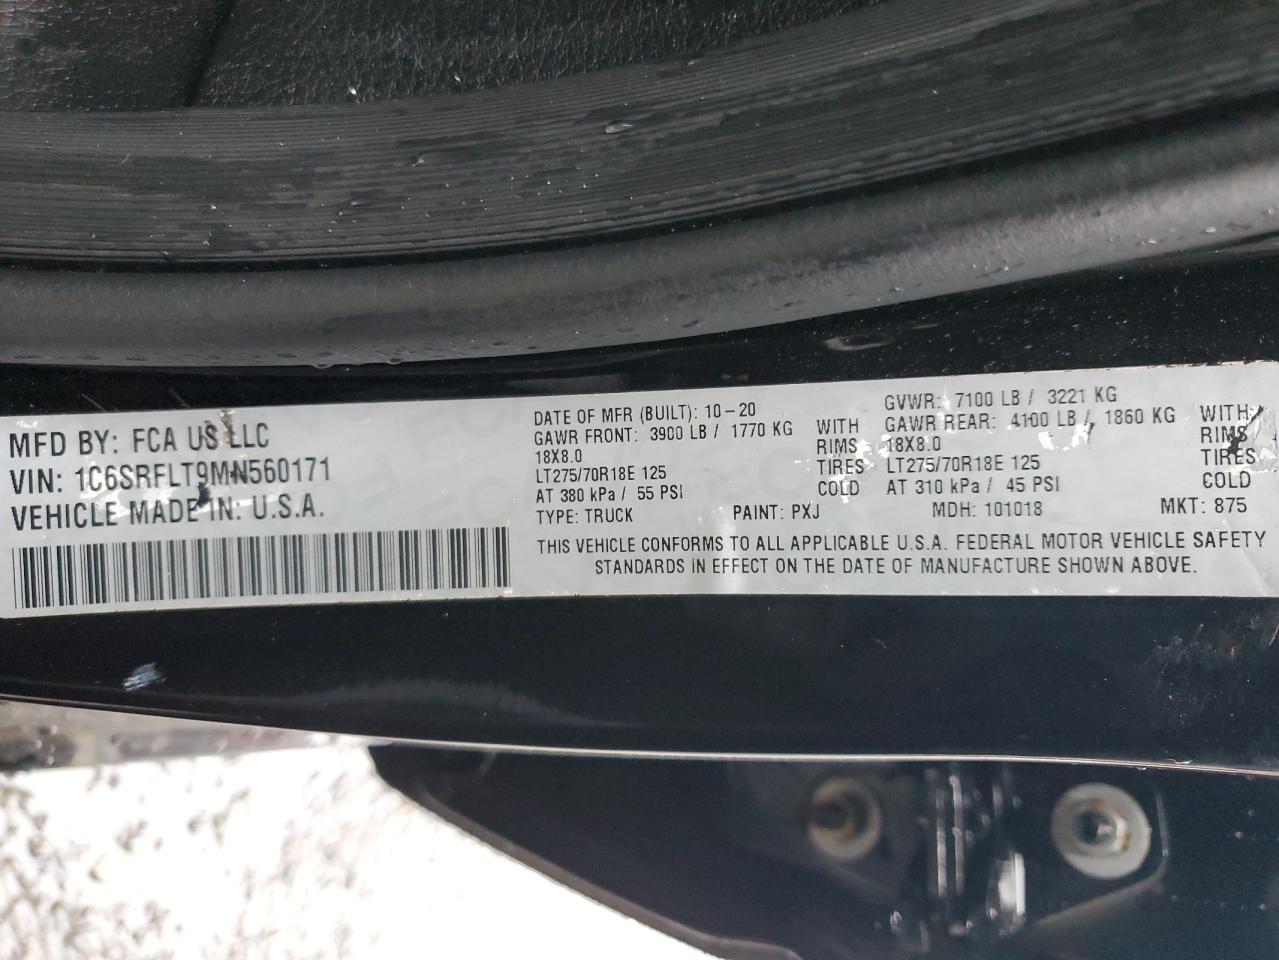 MFD BY: FCA US LLC
VIN: 1C6SRFLT9MN560171
VEHICLE MADE IN: U.S.A.
DATE OF MFR (BUILT): 10-20
GAWR FRONT: 3900 LB / 1770 KG WITH
18X8.0 RIMS
LT275/70R18E 125 TIRES
AT 380 kPa / 55 PSI COLD
TYPE: TRUCK PAINT: PXJ
GVWR: 7100 LB / 3221 KG
GAWR REAR: 4100 LB / 1860 KG WITH
18X8.0 RIMS
LT275/70R18E 125 TIRES
AT 310 kPa / 45 PSI COLD
MDH: 101018 MKT: 875
THIS VEHICLE CONFORMS TO ALL APPLICABLE U.S.A. FEDERAL MOTOR VEHICLE SAFETY
STANDARDS IN EFFECT ON THE DATE OF MANUFACTURE SHOWN ABOVE.